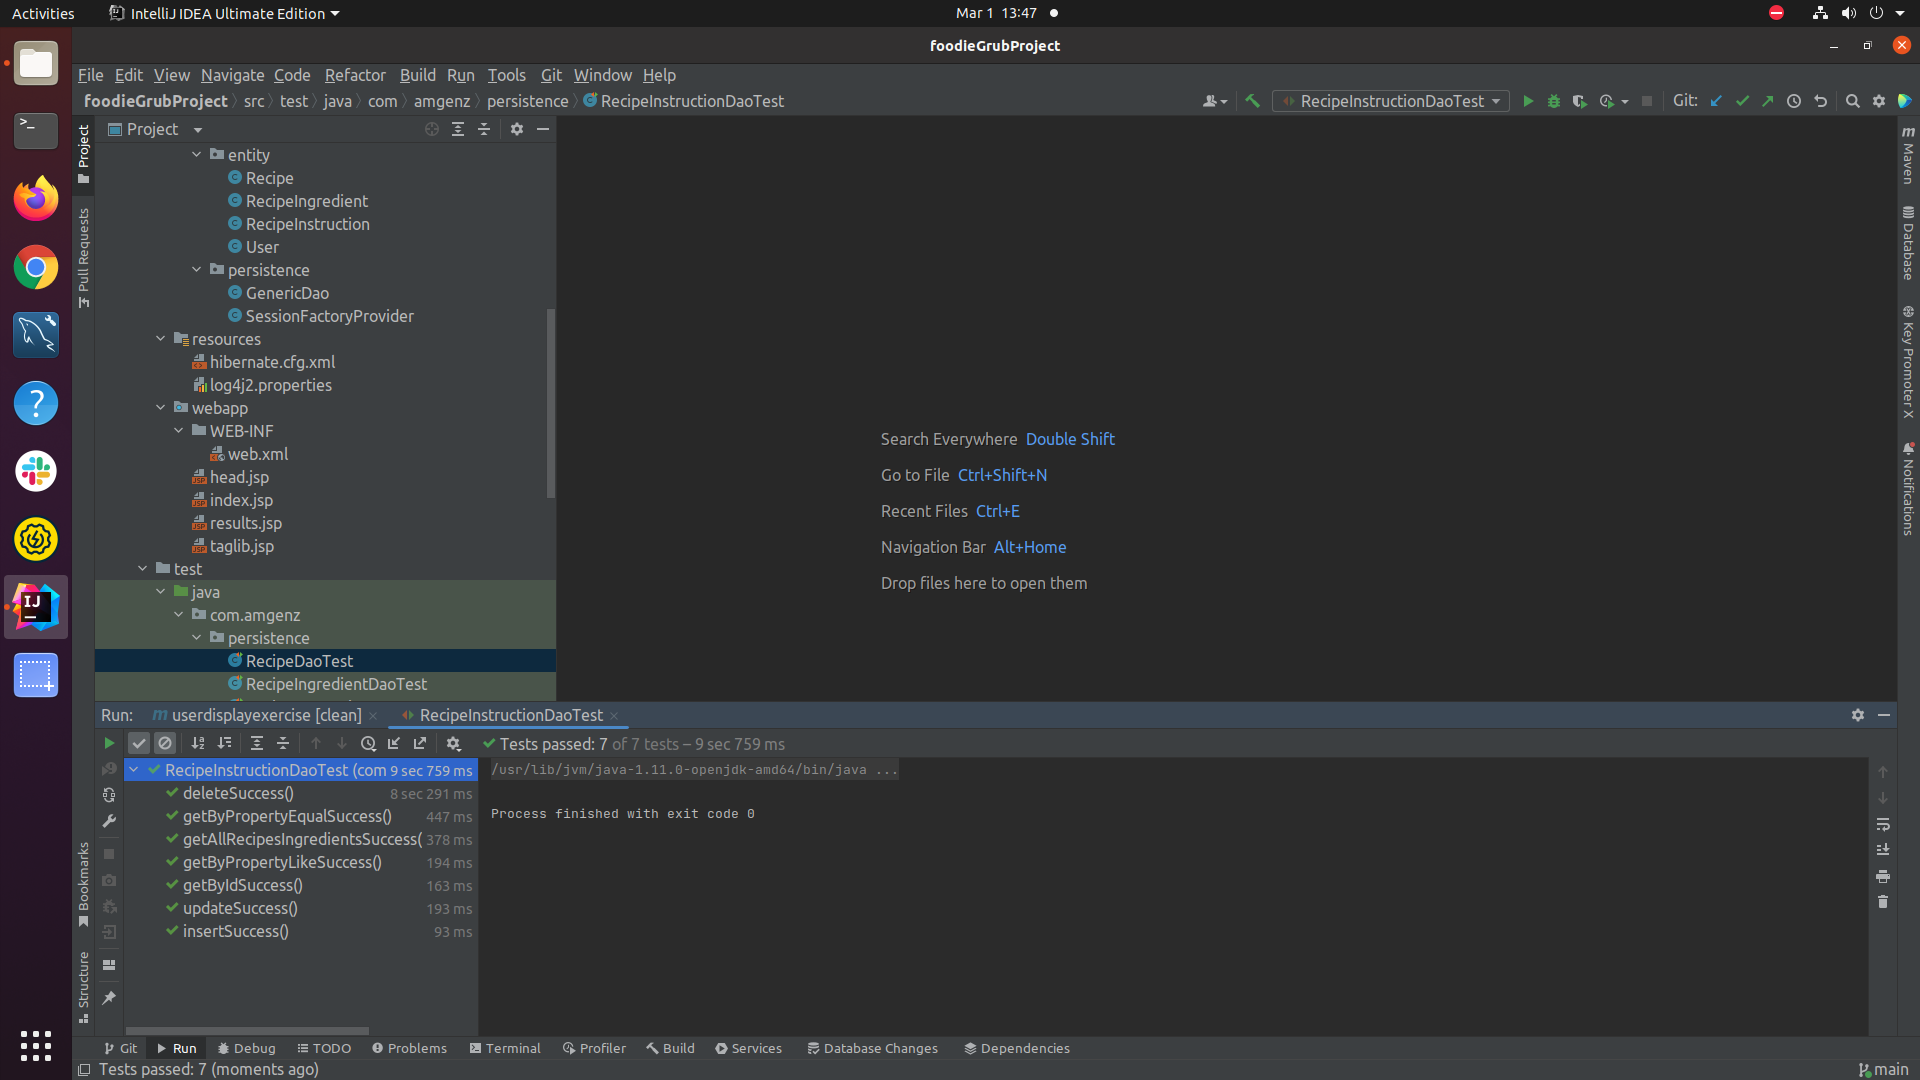 Activities IntelliJ IDEA Ultimate Edition Mar 1 13:47
foodieGrubProject
File Edit View Navigate Code Refactor Build Run Tools Git Window Help
foodieGrubProject src test java com amgenz persistence RecipeInstructionDaoTest RecipeInstructionDaoTest Git:
Project
entity
Recipe
RecipeIngredient
RecipeInstruction
User
persistence
GenericDao
SessionFactoryProvider
resources
hibernate.cfg.xml
log4j2.properties
webapp
WEB-INF
web.xml
head.jsp
index.jsp
results.jsp
taglib.jsp
test
java
com.amgenz
persistence
RecipeDaoTest
RecipeIngredientDaoTest
Project
Pull Requests
Bookmarks
Structure
Search Everywhere Double Shift
Go to File Ctrl+Shift+N
Recent Files Ctrl+E
Navigation Bar Alt+Home
Drop files here to open them
Maven
Database
Key Promoter X
Notifications
Run: userdisplayexercise [clean] RecipeInstructionDaoTest
Tests passed: 7 of 7 tests – 9 sec 759 ms
RecipeInstructionDaoTest (com 9 sec 759 ms
deleteSuccess() 8 sec 291 ms
getByPropertyEqualSuccess() 447 ms
getAllRecipesIngredientsSuccess( 378 ms
getByPropertyLikeSuccess() 194 ms
getByIdSuccess() 163 ms
updateSuccess() 193 ms
insertSuccess() 93 ms
/usr/lib/jvm/java-1.11.0-openjdk-amd64/bin/java ...
Process finished with exit code 0
Git Run Debug TODO Problems Terminal Profiler Build Services Database Changes Dependencies
Tests passed: 7 (moments ago) main